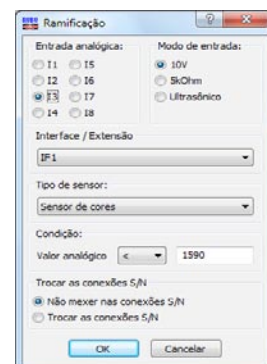 Ramificação
Entrada analógica:
I1 I5
I2 I6
I3 I7
I4 I8
Modo de entrada:
10V
5kOhm
Ultrasônico
Interface / Extensão
IF1
Tipo de sensor:
Sensor de cores
Condição:
Valor analógico < 1590
Trocar as conexões S/N
Não mexer nas conexões S/N
Trocar as conexões S/N
OK Cancelar